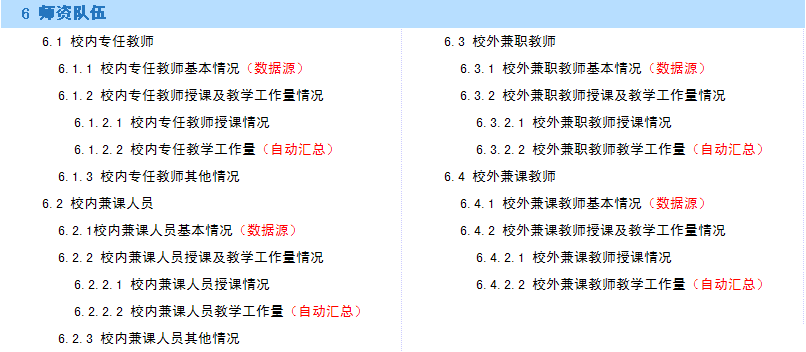 6 师资队伍
6.1 校内专任教师
6.1.1 校内专任教师基本情况（数据源）
6.1.2 校内专任教师授课及教学工作量情况
6.1.2.1 校内专任教师授课情况
6.1.2.2 校内专任教学工作量（自动汇总）
6.1.3 校内专任教师其他情况
6.2 校内兼课人员
6.2.1校内兼课人员基本情况（数据源）
6.2.2 校内兼课人员授课及教学工作量情况
6.2.2.1 校内兼课人员授课情况
6.2.2.2 校内兼课人员教学工作量（自动汇总）
6.2.3 校内兼课人员其他情况
6.3 校外兼职教师
6.3.1 校外兼职教师基本情况（数据源）
6.3.2 校外兼职教师授课及教学工作量情况
6.3.2.1 校外兼职教师授课情况
6.3.2.2 校外兼职教师教学工作量（自动汇总）
6.4 校外兼课教师
6.4.1 校外兼课教师基本情况（数据源）
6.4.2 校外兼课教师授课及教学工作量情况
6.4.2.1 校外兼课教师授课情况
6.4.2.2 校外兼课教师教学工作量（自动汇总）